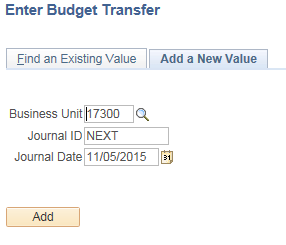 Enter Budget Transfer
Find an Existing Value Add a New Value
Business Unit 17300
Journal ID NEXT
Journal Date 11/05/2015 31
Add